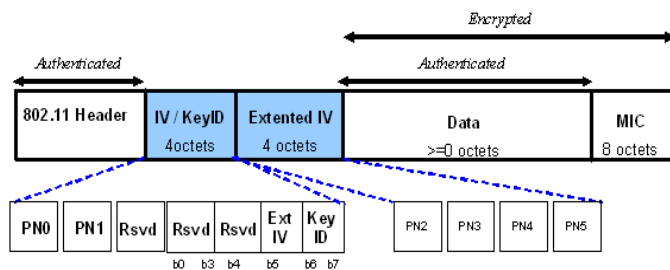 Encrypted
Authenticated Authenticated
802.11 Header IV / KeyID Extented IV Data MIC
4octets 4 octets >=0 octets 8 octets
PN0 PN1 Rsvd Rsvd Rsvd Ext IV Key ID PN2 PN3 PN4 PN5
b0 b3 b4 b5 b6 b7